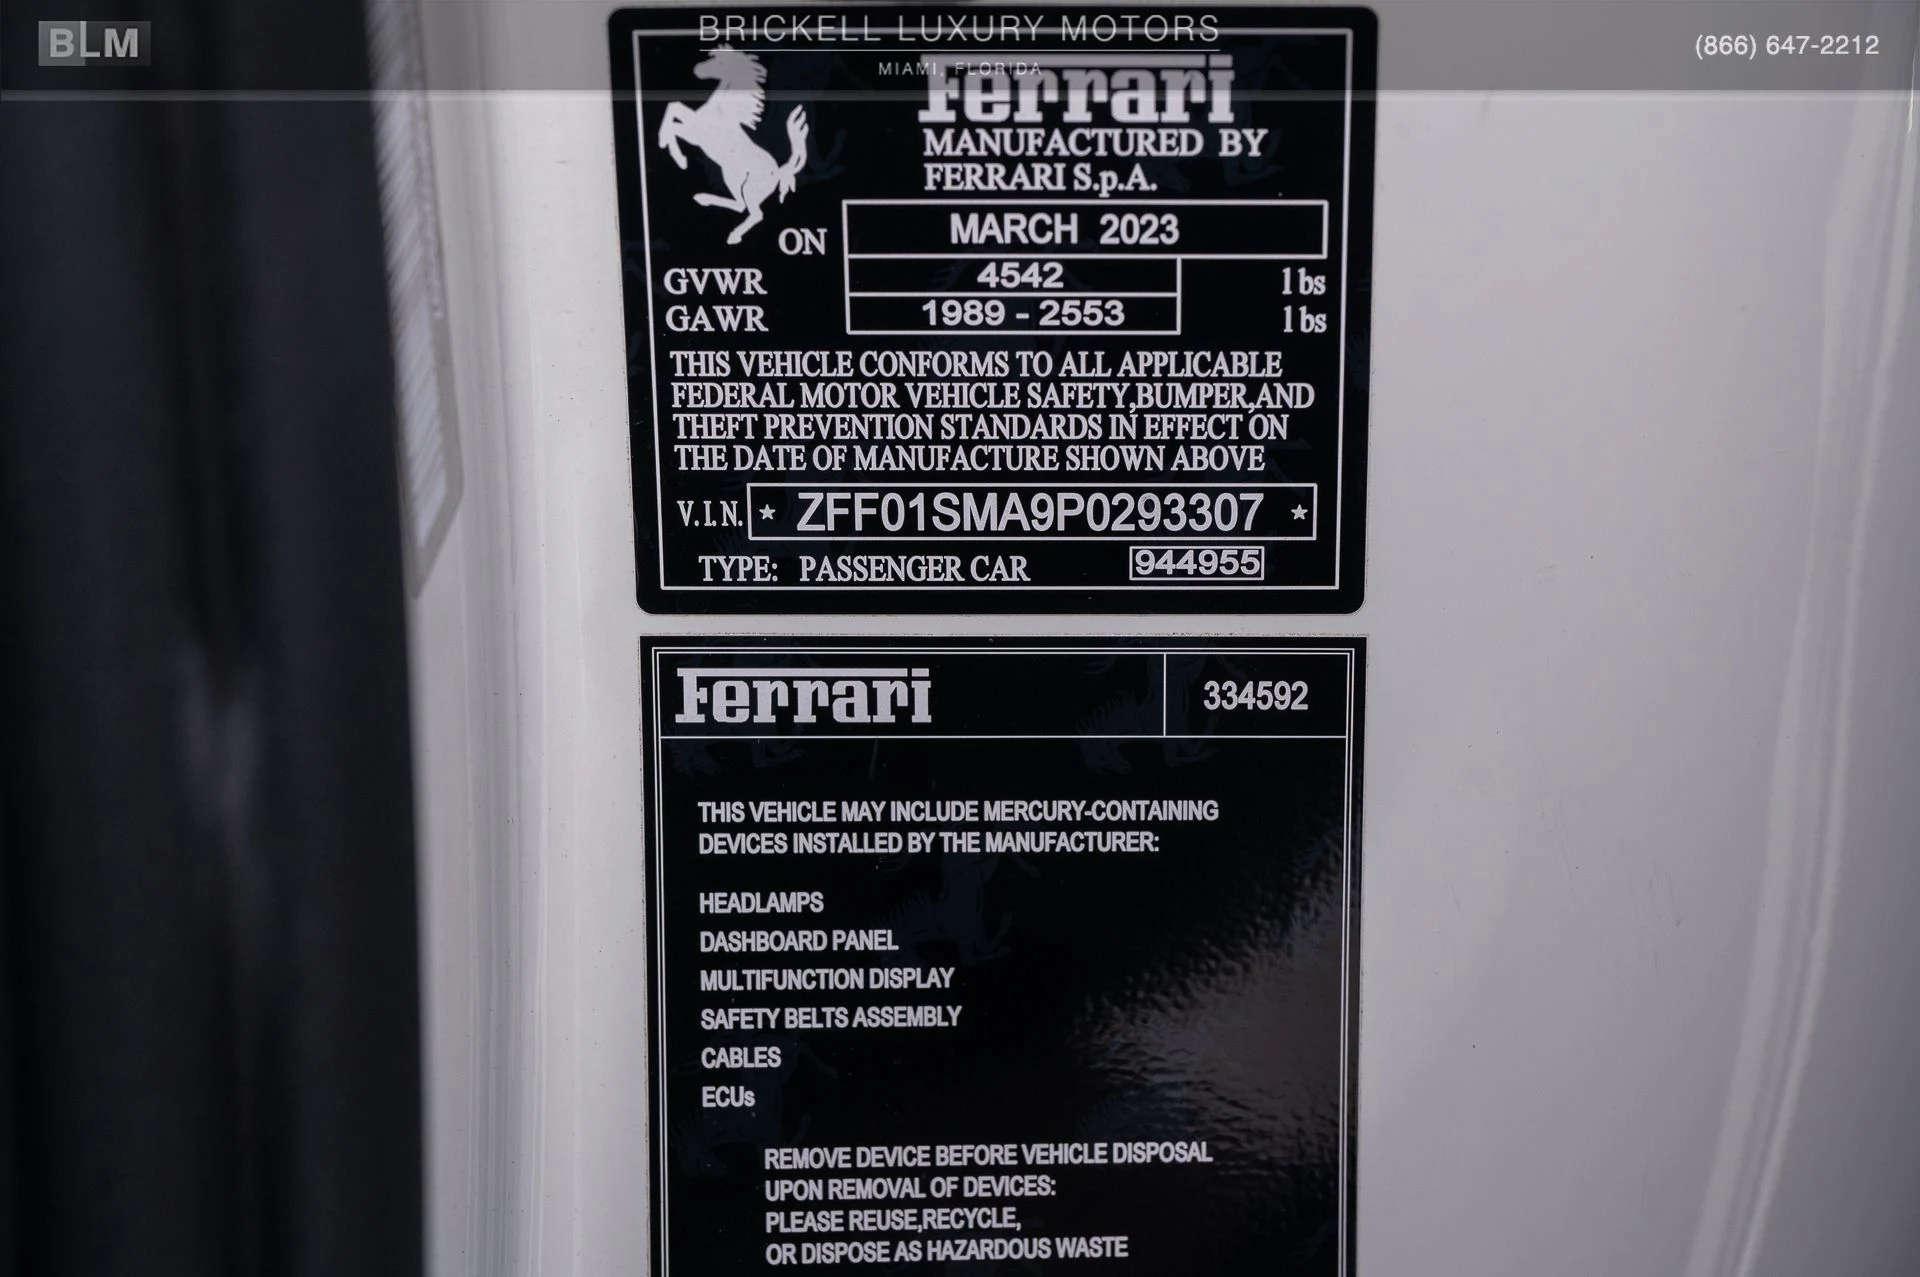 BLM
BRICKELL LUXURY MOTORS
MIAMI, FLORIDA
(866) 647-2212
Ferrari
MANUFACTURED BY
FERRARI S.p.A.
ON MARCH 2023
GVWR 4542 lbs
GAWR 1989 - 2553 lbs
THIS VEHICLE CONFORMS TO ALL APPLICABLE
FEDERAL MOTOR VEHICLE SAFETY,BUMPER,AND
THEFT PREVENTION STANDARDS IN EFFECT ON
THE DATE OF MANUFACTURE SHOWN ABOVE
V.I.N. ★ ZFF01SMA9P0293307 ★
TYPE: PASSENGER CAR 944955
Ferrari 334592
THIS VEHICLE MAY INCLUDE MERCURY-CONTAINING
DEVICES INSTALLED BY THE MANUFACTURER:
HEADLAMPS
DASHBOARD PANEL
MULTIFUNCTION DISPLAY
SAFETY BELTS ASSEMBLY
CABLES
ECUs
REMOVE DEVICE BEFORE VEHICLE DISPOSAL
UPON REMOVAL OF DEVICES:
PLEASE REUSE,RECYCLE,
OR DISPOSE AS HAZARDOUS WASTE